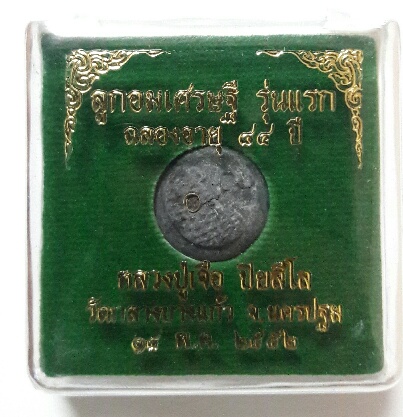 ลูกอมเศรษฐี รุ่นแรก
ฉลองอายุ ๘๔ ปี
หลวงปู่เจือ ปิยสีโล
วัดกลางบางแก้ว จ.นครปฐม
พ.ค. ๒๕๕๒